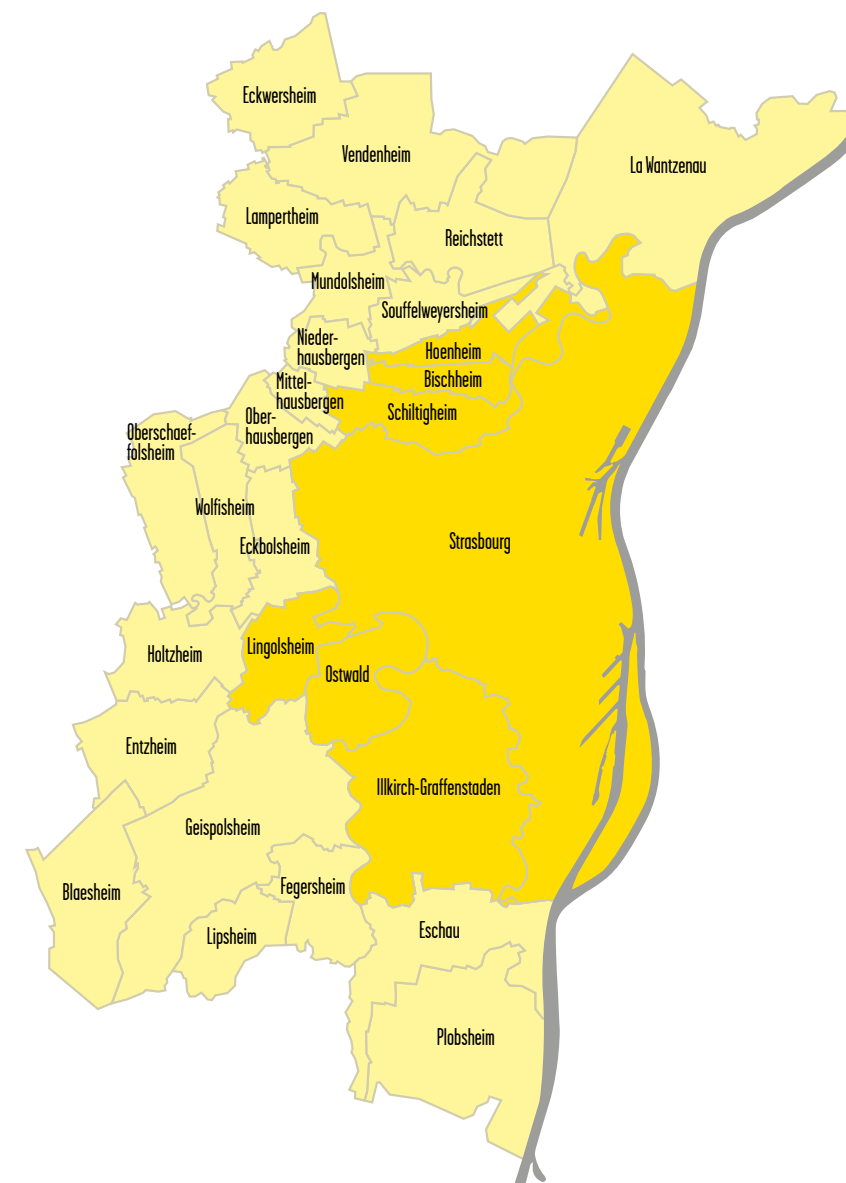 Eckwersheim
Vendenheim
La Wantzenau
Lampertheim
Reichstett
Mundolsheim
Souffelweyersheim
Nieder-
hausbergen
Hoenheim
Bischheim
Mittel-
hausbergen
Schiltigheim
Ober-
hausbergen
Oberschaef-
folsheim
Wolfisheim
Eckbolsheim
Strasbourg
Lingolsheim
Holtzheim
Ostwald
Entzheim
Illkirch-Graffenstaden
Geispolsheim
Blaesheim
Fegersheim
Lipsheim
Eschau
Plobsheim